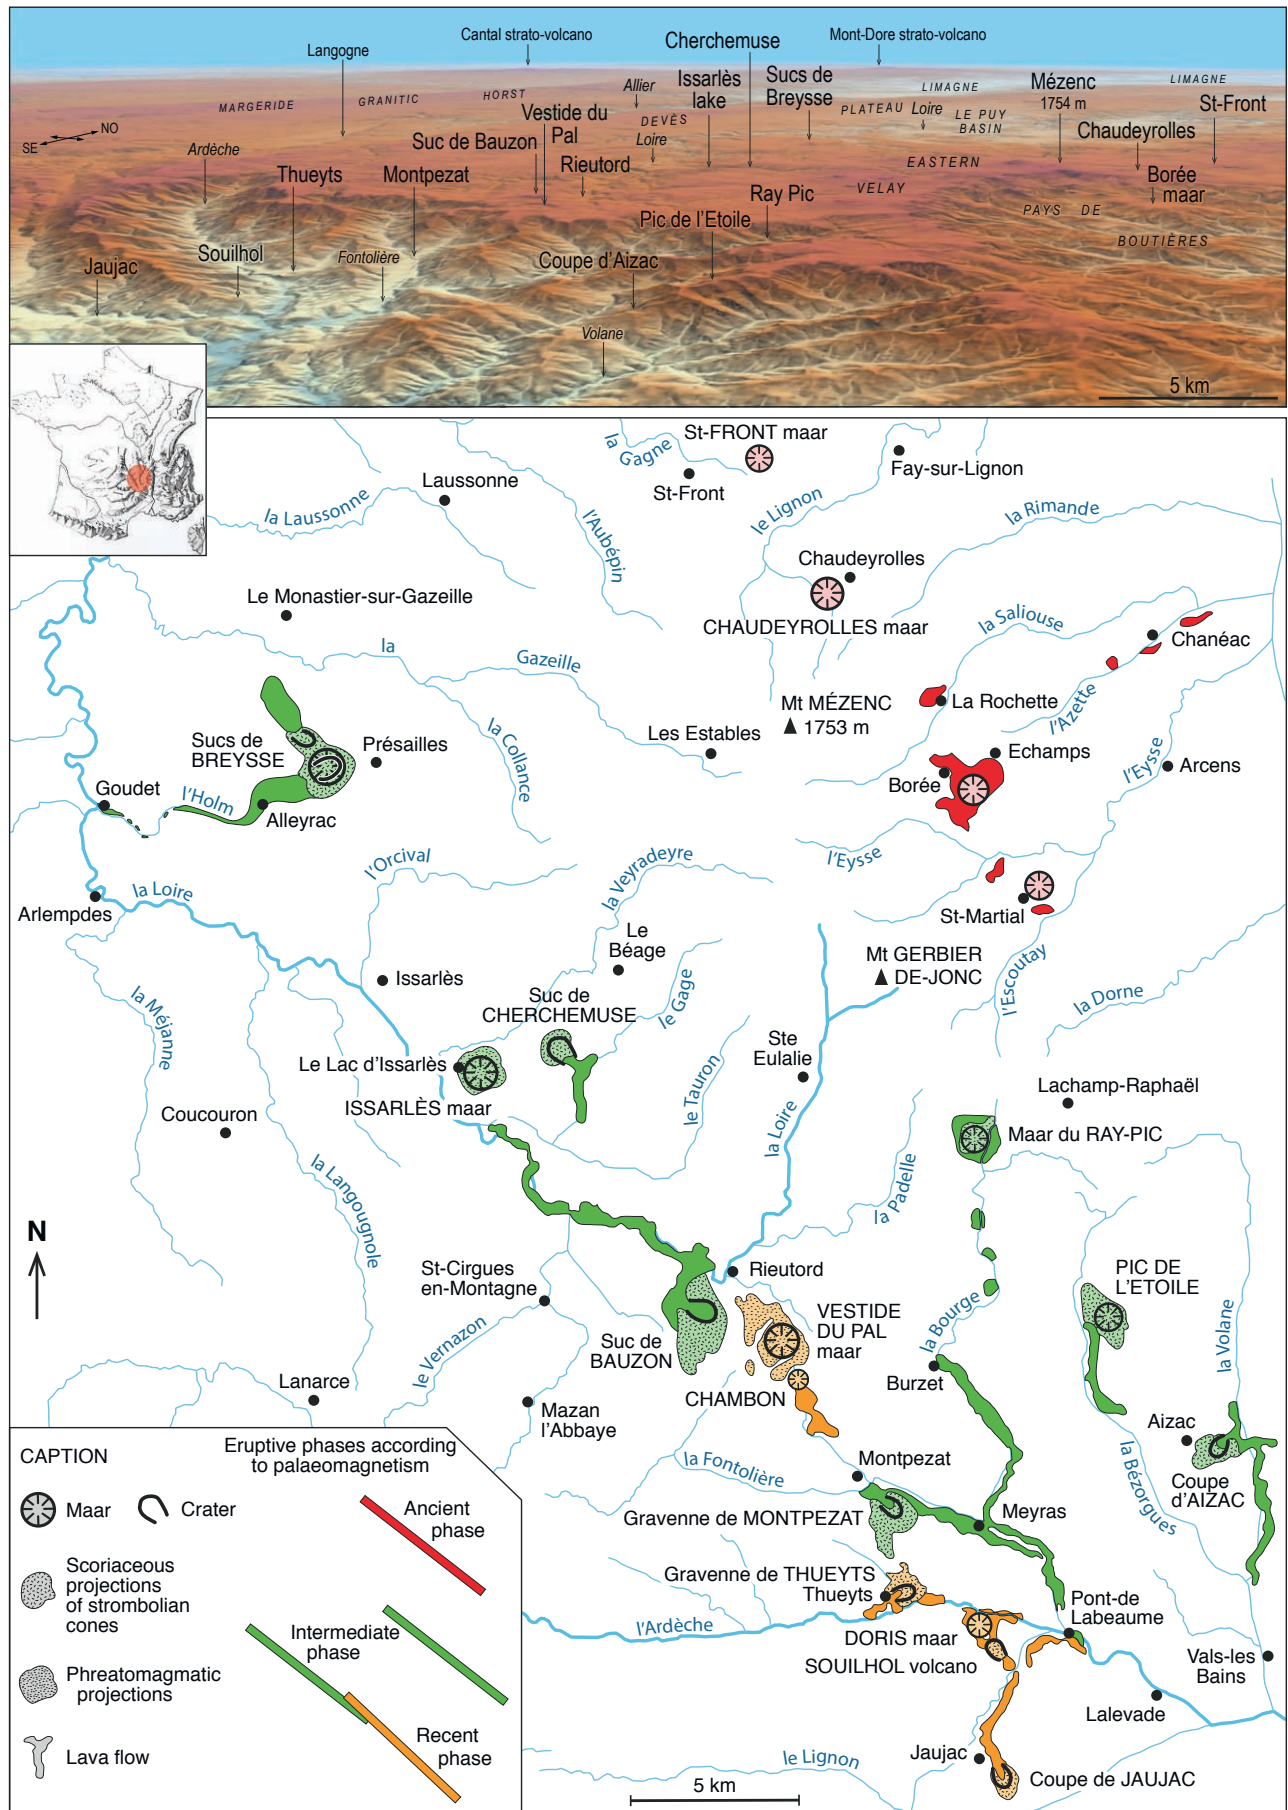 Cantal strato-volcano
Mont-Dore strato-volcano
Langogne
Cherchemuse
Issarlès
lake
Sucs de
Breysse
Allier
LIMAGNE
LIMAGNE
Mézenc
1754 m
St-Front
MARGERIDE
GRANITIC
HORST
Vestide du
Pal
DEVÈS
PLATEAU
Loire
LE PUY
BASIN
Chaudeyrolles
NO
SE
Suc de Bauzon
Loire
Ardèche
Thueyts
Montpezat
Rieutord
EASTERN
VELAY
Borée
maar
Ray Pic
PAYS DE
BOUTIÈRES
Pic de l'Etoile
Souilhol
Fontolière
Coupe d'Aizac
Jaujac
Volane
5 km
St-FRONT maar
la Gagne
St-Front
Fay-sur-Lignon
Laussonne
la Laussonne
l'Aubépin
le Lignon
la Rimande
Chaudeyrolles
CHAUDEYROLLES maar
Le Monastier-sur-Gazeille
la
Gazeille
la Saliouse
Chanéac
La Rochette
l'Azette
Mt MÉZENC
1753 m
Les Estables
la Collance
Sucs de
BREYSSE
Présailles
Echamps
Borée
l'Eysse
Arcens
Goudet
l'Holm
Alleyrac
l'Eysse
l'Orcival
la Veyradeyre
la Loire
Arlempdes
St-Martial
Le
Béage
Mt GERBIER
DE-JONC
l'Escoutay
la Dorne
Issarlès
la Méjanne
Suc de
CHERCHEMUSE
le Gage
Ste
Eulalie
Le Lac d'Issarlès
ISSARLÈS maar
le Tauron
Lachamp-Raphaël
Coucouron
la Loire
Maar du RAY-PIC
la Langougnole
la Padelle
N
St-Cirgues
en-Montagne
Rieutord
PIC DE
L'ETOILE
VESTIDE
DU PAL
maar
la Bourge
la Volane
le Vernazon
Suc de
BAUZON
Burzet
Lanarce
CHAMBON
Mazan
l'Abbaye
Aizac
Montpezat
la Fontolière
Coupe
d'AIZAC
la Bézorgues
Gravenne de MONTPEZAT
Meyras
Gravenne de THUEYTS
Thueyts
Pont-de
Labeaume
l'Ardèche
DORIS maar
SOUILHOL volcano
Vals-les
Bains
Lalevade
Jaujac
le Lignon
Coupe de JAUJAC
5 km
CAPTION
Eruptive phases according
to palaeomagnetism
Maar
Crater
Ancient
phase
Scoriaceous
projections
of strombolian
cones
Intermediate
phase
Phreatomagmatic
projections
Recent
phase
Lava flow